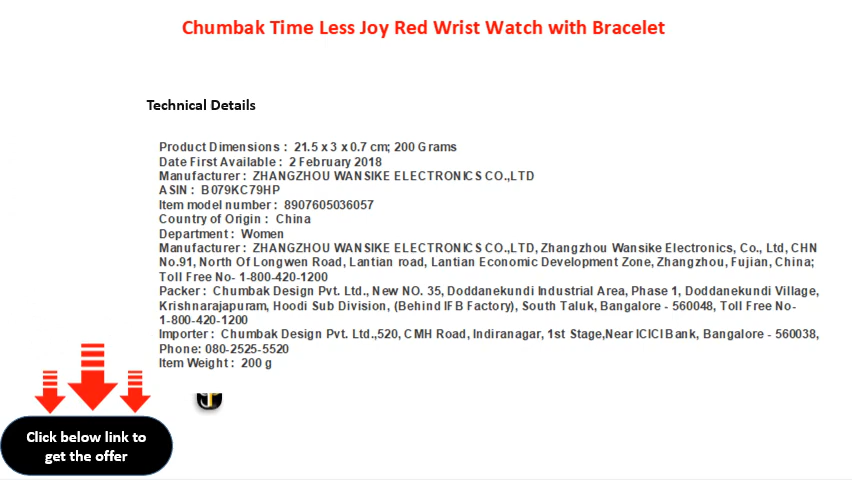 Chumbak Time Less Joy Red Wrist Watch with Bracelet
Technical Details
Product Dimensions : 21.5 x 3 x 0.7 cm; 200 Grams
Date First Available : 2 February 2018
Manufacturer : ZHANGZHOU WANSIKE ELECTRONICS CO.,LTD
ASIN : B079KC79HP
Item model number : 8907605036057
Country of Origin : China
Department : Women
Manufacturer : ZHANGZHOU WANSIKE ELECTRONICS CO.,LTD, Zhangzhou Wansike Electronics, Co., Ltd, CHN
No.91, North Of Longwen Road, Lantian road, Lantian Economic Development Zone, Zhangzhou, Fujian, China;
Toll Free No- 1-800-420-1200
Packer : Chumbak Design Pvt. Ltd., New NO. 35, Doddanekundi Industrial Area, Phase 1, Doddanekundi Village,
Krishnarajapuram, Hoodi Sub Division, (Behind IFB Factory), South Taluk, Bangalore - 560048, Toll Free No-
1-800-420-1200
Importer : Chumbak Design Pvt. Ltd.,520, CMH Road, Indiranagar, 1st Stage,Near ICICI Bank, Bangalore - 560038,
Phone: 080-2525-5520
Item Weight : 200 g
Click below link to
get the offer